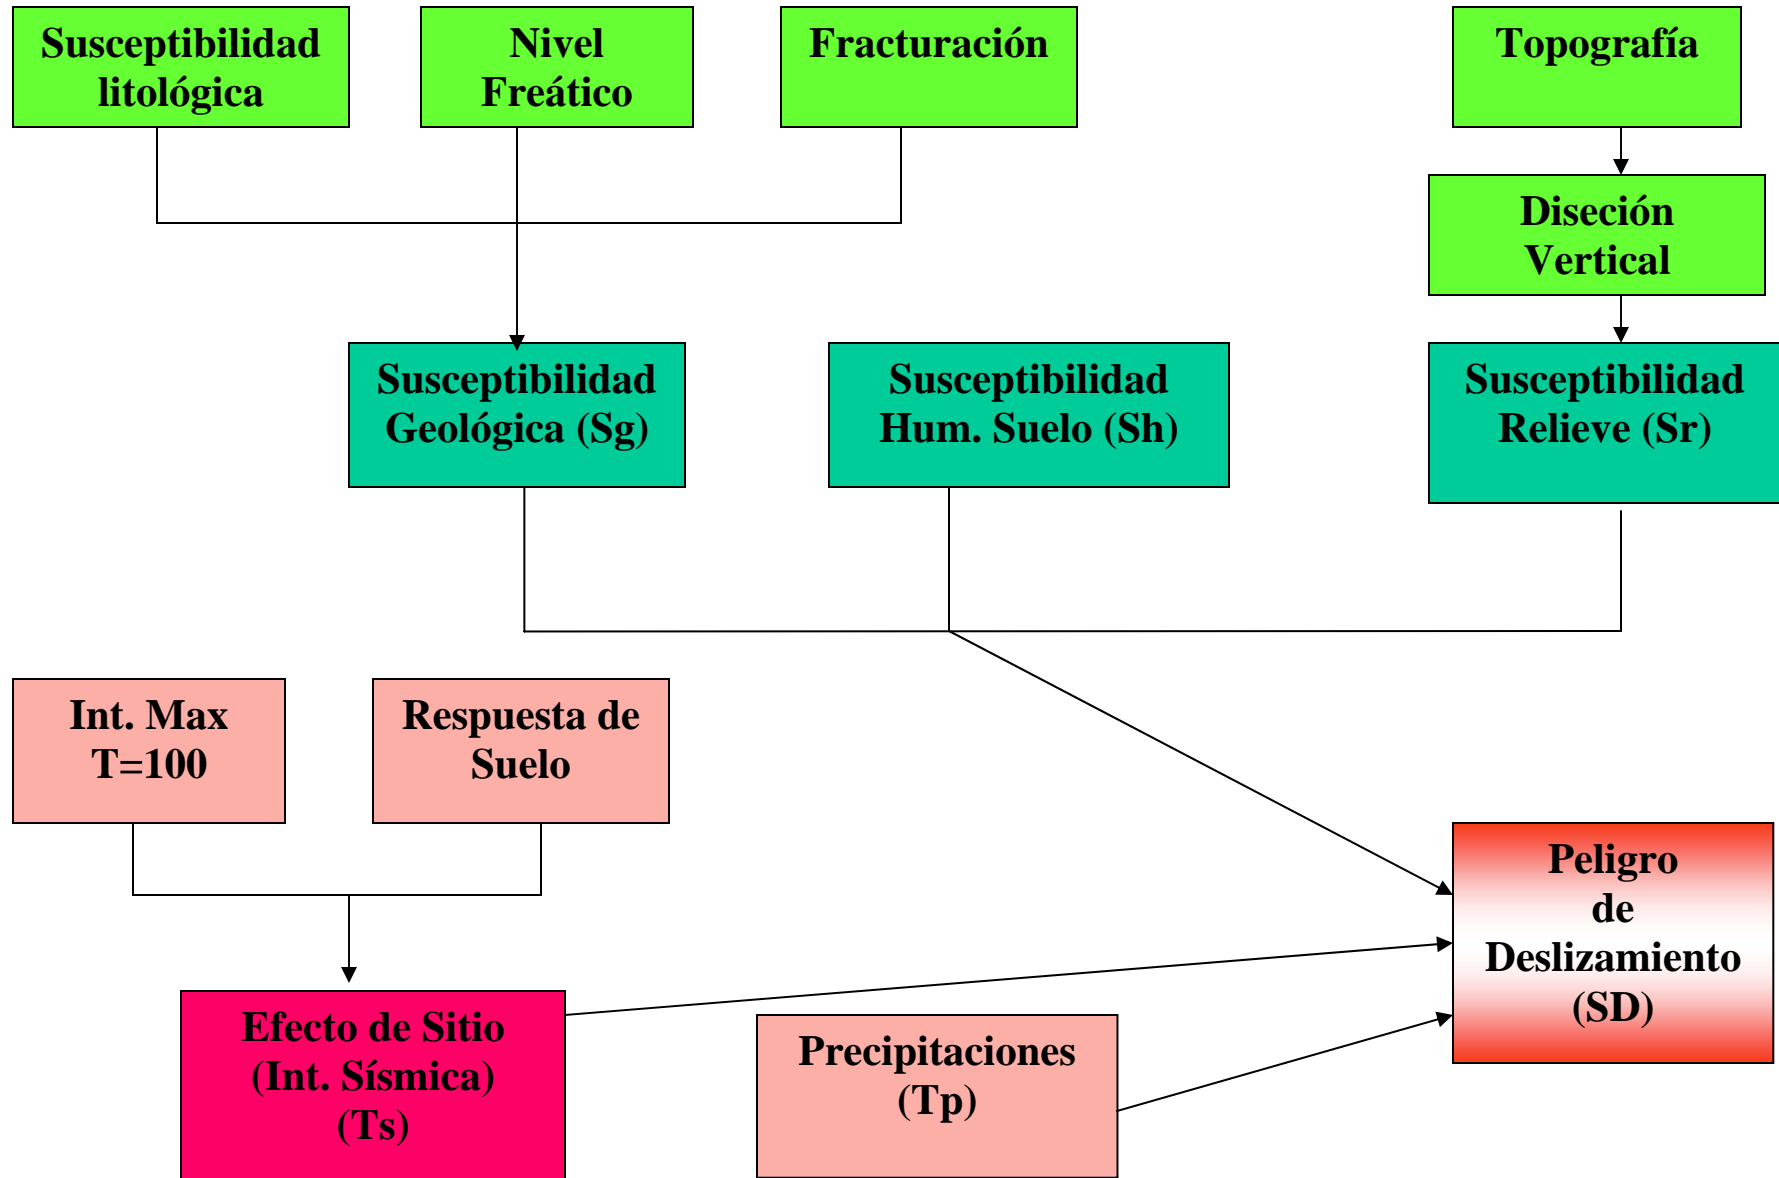 Susceptibilidad
litológica
Nivel
Freático
Fracturación
Topografía
Diseción
Vertical
Susceptibilidad
Geológica (Sg)
Susceptibilidad
Hum. Suelo (Sh)
Susceptibilidad
Relieve (Sr)
Int. Max
T=100
Respuesta de
Suelo
Peligro
de
Deslizamiento
(SD)
Efecto de Sitio
(Int. Sísmica)
(Ts)
Precipitaciones
(Tp)